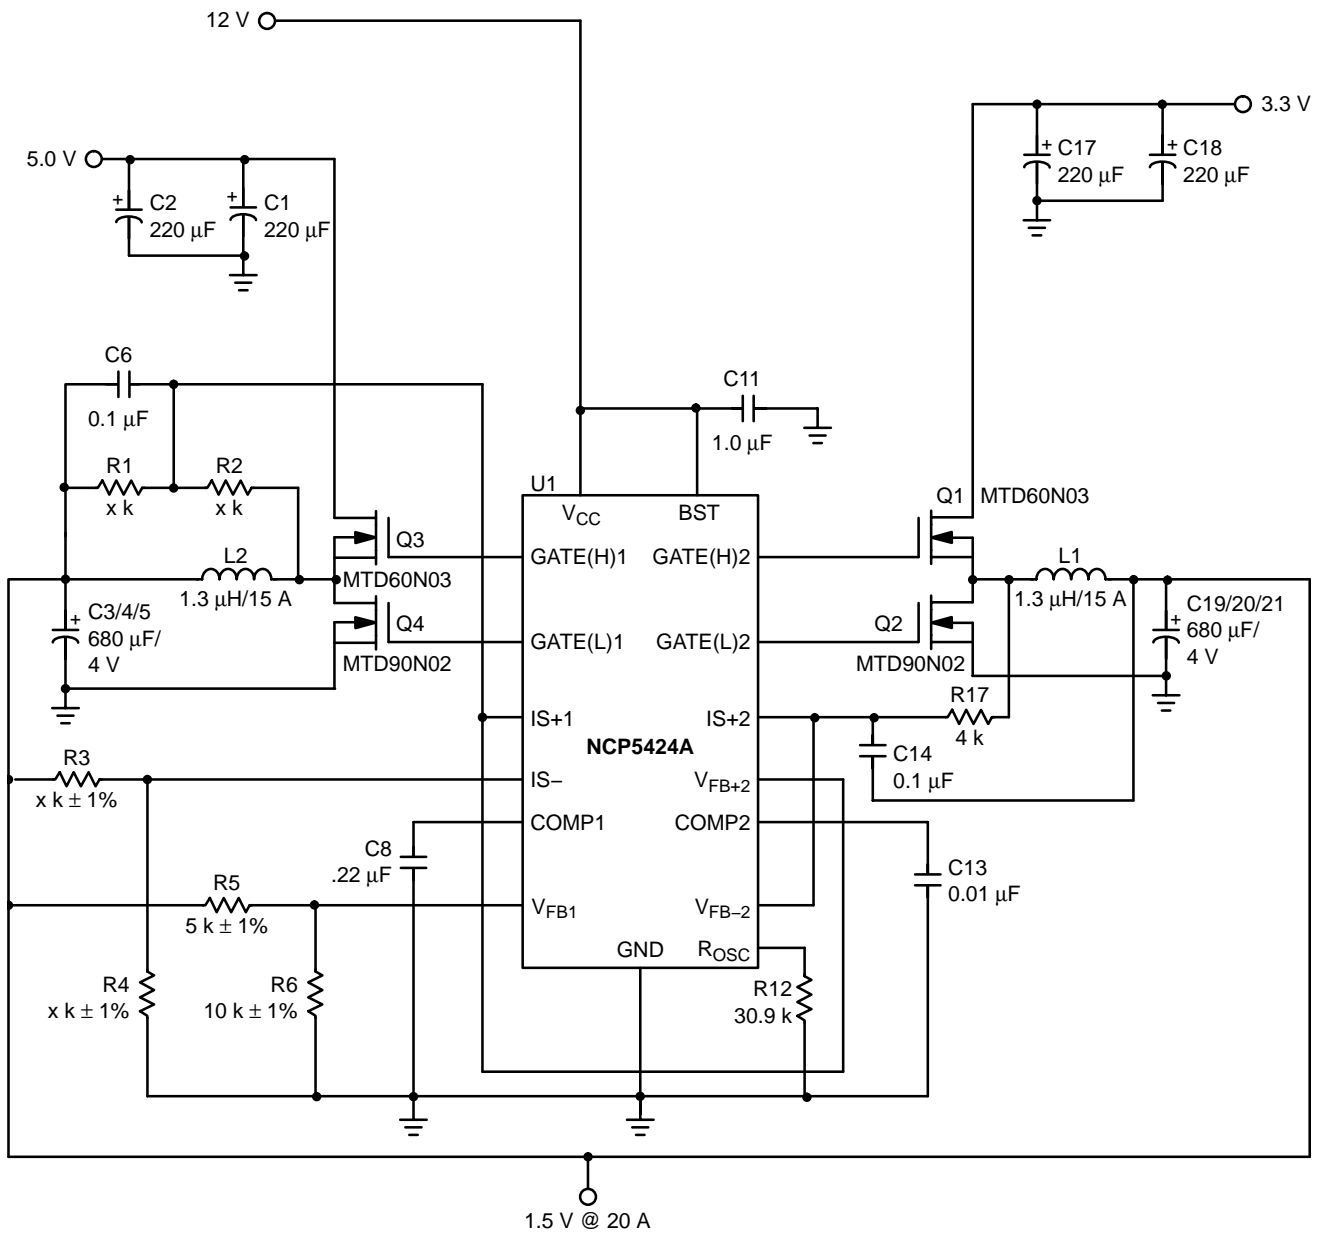 12 V
3.3 V
5.0 V
+
C2
220 µF
+
C1
220 µF
+
C17
220 µF
+
C18
220 µF
C6
0.1 µF
C11
1.0 µF
R1
x k
R2
x k
U1
VCC
BST
Q1
MTD60N03
Q3
MTD60N03
GATE(H)1
GATE(H)2
L2
1.3 µH/15 A
L1
1.3 µH/15 A
+
C3/4/5
680 µF/
4 V
Q4
MTD90N02
GATE(L)1
GATE(L)2
Q2
MTD90N02
+
C19/20/21
680 µF/
4 V
IS+1
IS+2
R17
4 k
NCP5424A
C14
0.1 µF
R3
x k ± 1%
IS–
VFB+2
COMP1
COMP2
C8
.22 µF
C13
0.01 µF
R5
5 k ± 1%
VFB1
VFB–2
GND
ROSC
R4
x k ± 1%
R6
10 k ± 1%
R12
30.9 k
1.5 V @ 20 A